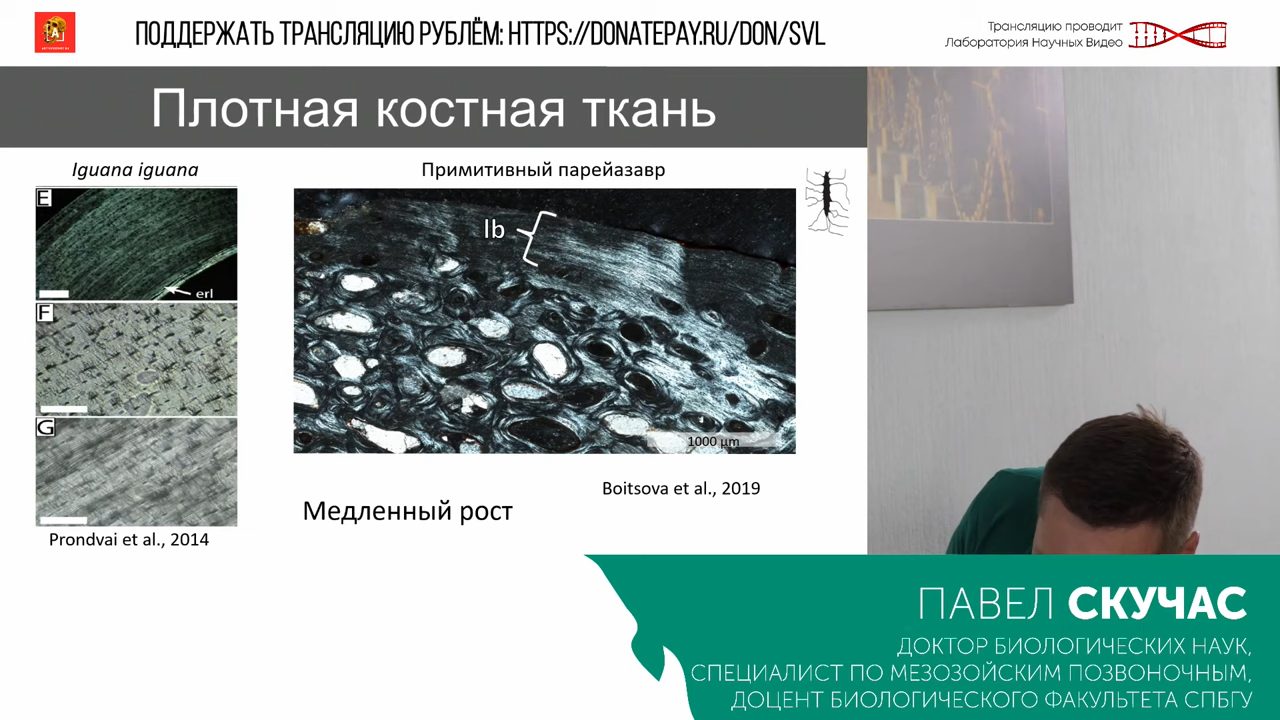 ПОДДЕРЖАТЬ ТРАНСЛЯЦИЮ РУБЛЁМ: HTTPS://DONATEPAY.RU/DON/SVL
Трансляцию проводит
Лаборатория Научных Видео
Плотная костная ткань
Iguana iguana
Примитивный парейазавр
E
erl
F
G
lb
1000 µm
Prondvai et al., 2014
Boitsova et al., 2019
Медленный рост
ПАВЕЛ СКУЧАС
ДОКТОР БИОЛОГИЧЕСКИХ НАУК,
СПЕЦИАЛИСТ ПО МЕЗОЗОЙСКИМ ПОЗВОНОЧНЫМ,
ДОЦЕНТ БИОЛОГИЧЕСКОГО ФАКУЛЬТЕТА СПБГУ